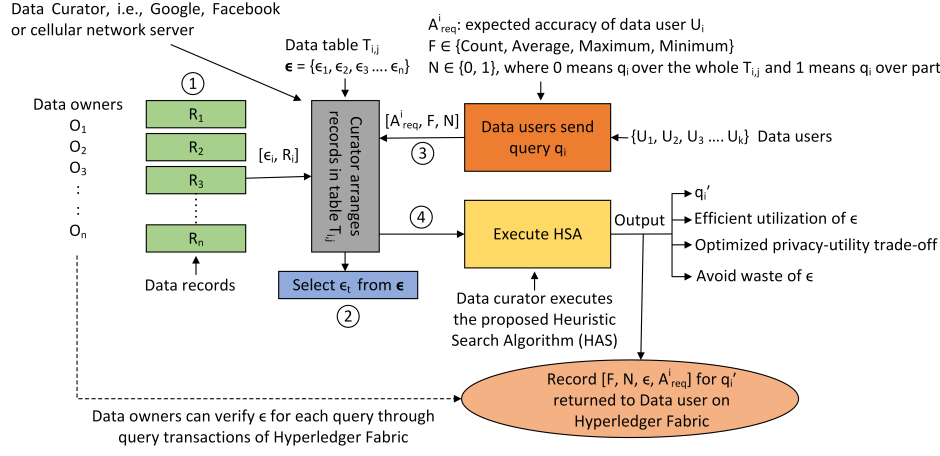 Data Curator, i.e., Google, Facebook
or cellular network server
Data table Tᵢ,ⱼ
ϵ = {ϵ₁, ϵ₂, ϵ₃ .... ϵₙ}
Aⁱreq: expected accuracy of data user Uᵢ
F ∈ {Count, Average, Maximum, Minimum}
N ∈ {0, 1}, where 0 means qᵢ over the whole Tᵢ,ⱼ and 1 means qᵢ over part
1
Data owners
O₁
O₂
O₃
:
:
Oₙ
R₁
R₂
R₃
Rₙ
Data records
[ϵᵢ, Rᵢ]
Curator arranges
records in table Tᵢ,ⱼ
[Aⁱreq, F, N]
3
Data users send
query qᵢ
{U₁, U₂, U₃ .... Uₖ} Data users
4
Execute HSA
Output
qᵢ′
Efficient utilization of ϵ
Optimized privacy-utility trade-off
Avoid waste of ϵ
Select ϵₜ from ϵ
2
Data curator executes
the proposed Heuristic
Search Algorithm (HAS)
Record [F, N, ϵ, Aⁱreq] for qᵢ′
returned to Data user on
Hyperledger Fabric
Data owners can verify ϵ for each query through
query transactions of Hyperledger Fabric